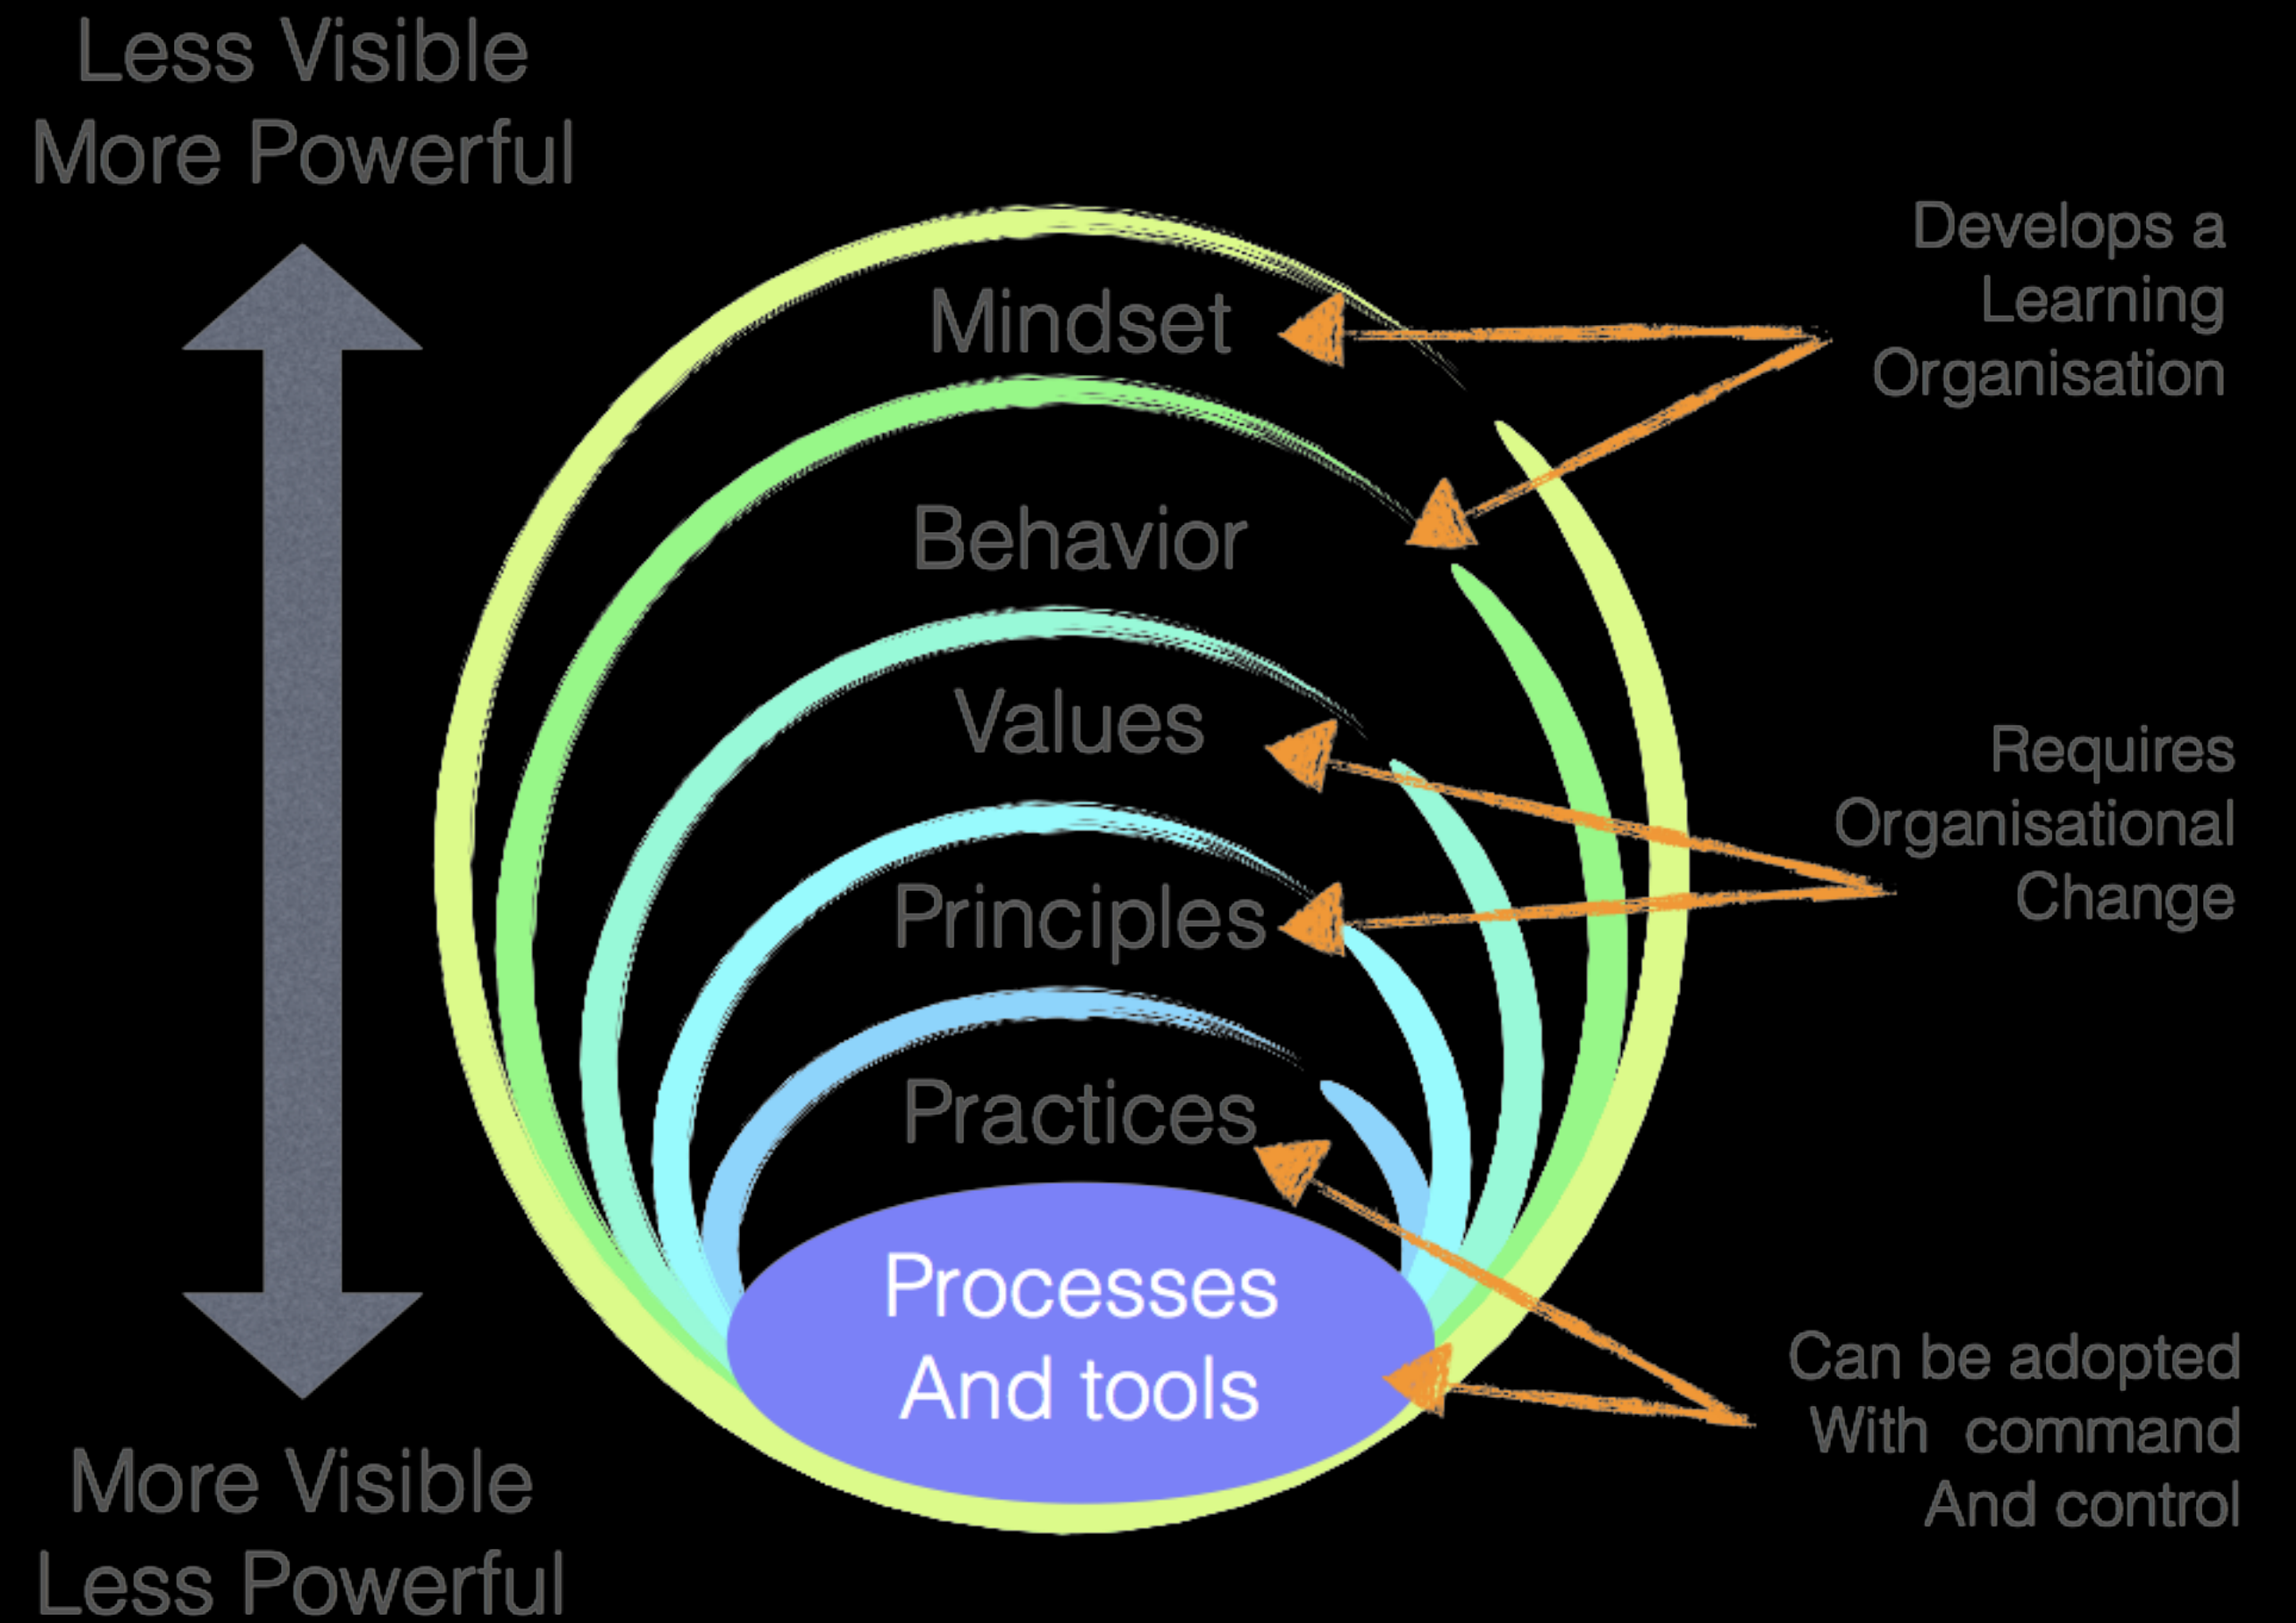 Less Visible
More Powerful
Mindset
Behavior
Values
Principles
Practices
Processes
And tools
More Visible
Less Powerful
Develops a
Learning
Organisation
Requires
Organisational
Change
Can be adopted
With  command
And control